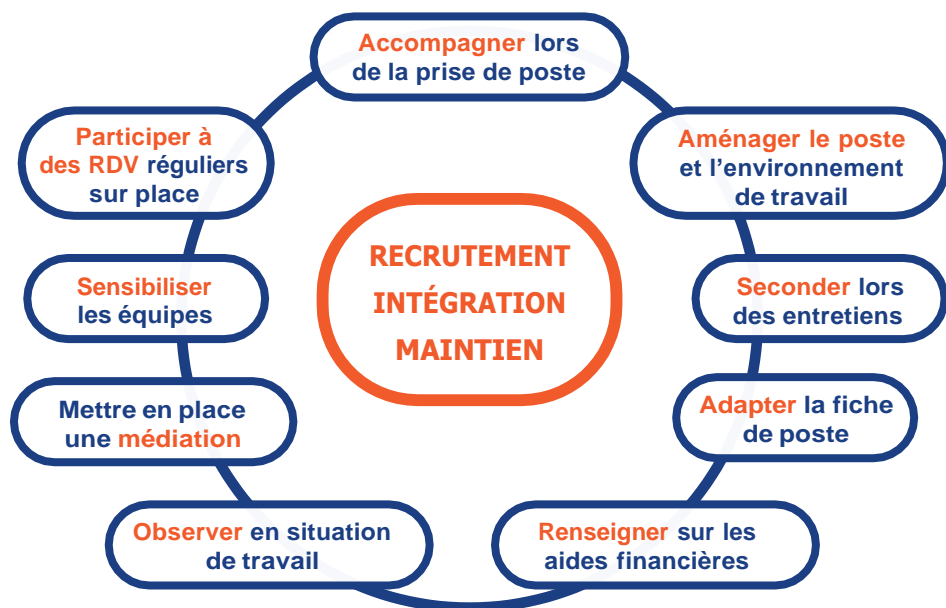 Accompagner lors
de la prise de poste
Aménager le poste
et l'environnement
de travail
Seconder lors
des entretiens
Adapter la fiche
de poste
Renseigner sur les
aides financières
Observer en situation
de travail
Mettre en place
une médiation
Sensibiliser
les équipes
Participer à
des RDV réguliers
sur place
RECRUTEMENT
INTÉGRATION
MAINTIEN